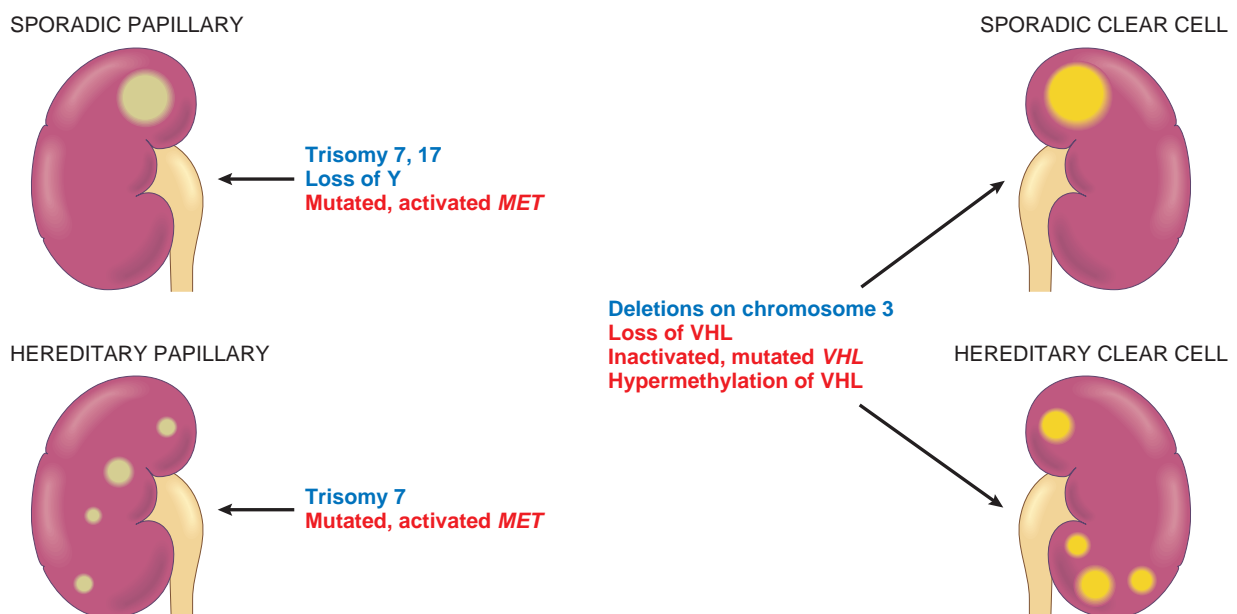 SPORADIC PAPILLARY
Trisomy 7, 17
Loss of Y
Mutated, activated MET
HEREDITARY PAPILLARY
Trisomy 7
Mutated, activated MET
SPORADIC CLEAR CELL
Deletions on chromosome 3
Loss of VHL
Inactivated, mutated VHL
Hypermethylation of VHL
HEREDITARY CLEAR CELL